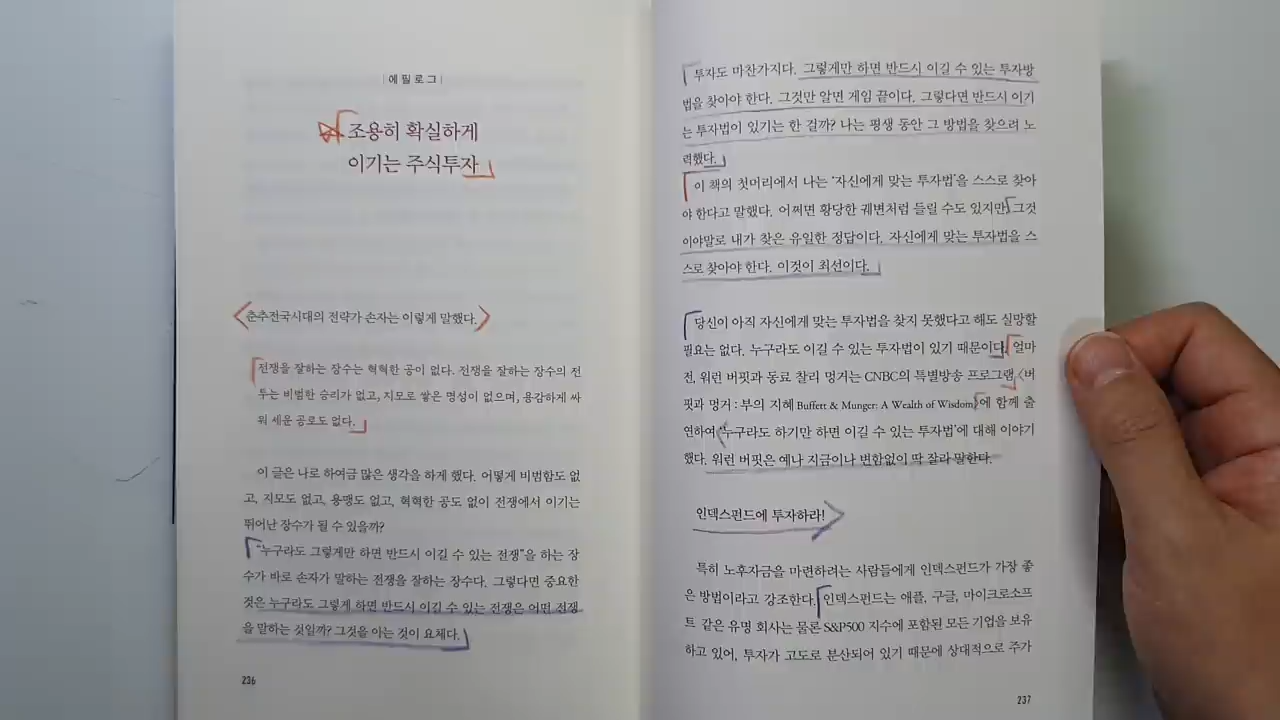 | 에필로그 |
조용히 확실하게
이기는 주식투자
춘추전국시대의 전략가 손자는 이렇게 말했다.
전쟁을 잘하는 장수는 혁혁한 공이 없다. 전쟁을 잘하는 장수의 전
투는 비범한 승리가 없고, 지모로 쌓은 명성이 없으며, 용감하게 싸
워 세운 공로도 없다.
이 글은 나로 하여금 많은 생각을 하게 했다. 어떻게 비범함도 없
고, 지모도 없고, 용맹도 없고, 혁혁한 공도 없이 전쟁에서 이기는
뛰어난 장수가 될 수 있을까?
“누구라도 그렇게만 하면 반드시 이길 수 있는 전쟁”을 하는 장
수가 바로 손자가 말하는 전쟁을 잘하는 장수다. 그렇다면 중요한
것은 누구라도 그렇게 하면 반드시 이길 수 있는 전쟁은 어떤 전쟁
을 말하는 것일까? 그것을 아는 것이 요체다.
236
투자도 마찬가지다. 그렇게만 하면 반드시 이길 수 있는 투자방
법을 찾아야 한다. 그것만 알면 게임 끝이다. 그렇다면 반드시 이기
는 투자법이 있기는 한 걸까? 나는 평생 동안 그 방법을 찾으려 노
력했다.
이 책의 첫머리에서 나는 ‘자신에게 맞는 투자법’을 스스로 찾아
야 한다고 말했다. 어쩌면 황당한 궤변처럼 들릴 수도 있지만 그것
이야말로 내가 찾은 유일한 정답이다. 자신에게 맞는 투자법을 스
스로 찾아야 한다. 이것이 최선이다.
당신이 아직 자신에게 맞는 투자법을 찾지 못했다고 해도 실망할
필요는 없다. 누구라도 이길 수 있는 투자법이 있기 때문이다. 얼마
전, 워런 버핏과 동료 찰리 멍거는 CNBC의 특별방송 프로그램 〈버
핏과 멍거 : 부의 지혜 Buffett & Munger: A Wealth of Wisdom〉에 함께 출
연하여 ‘누구라도 하기만 하면 이길 수 있는 투자법’에 대해 이야기
했다. 워런 버핏은 예나 지금이나 변함없이 딱 잘라 말한다.
인덱스펀드에 투자하라!
특히 노후자금을 마련하려는 사람들에게 인덱스펀드가 가장 좋
은 방법이라고 강조한다. 인덱스펀드는 애플, 구글, 마이크로소프
트 같은 유명 회사는 물론 S&P500 지수에 포함된 모든 기업을 보유
하고 있어, 투자가 고도로 분산되어 있기 때문에 상대적으로 주가
237